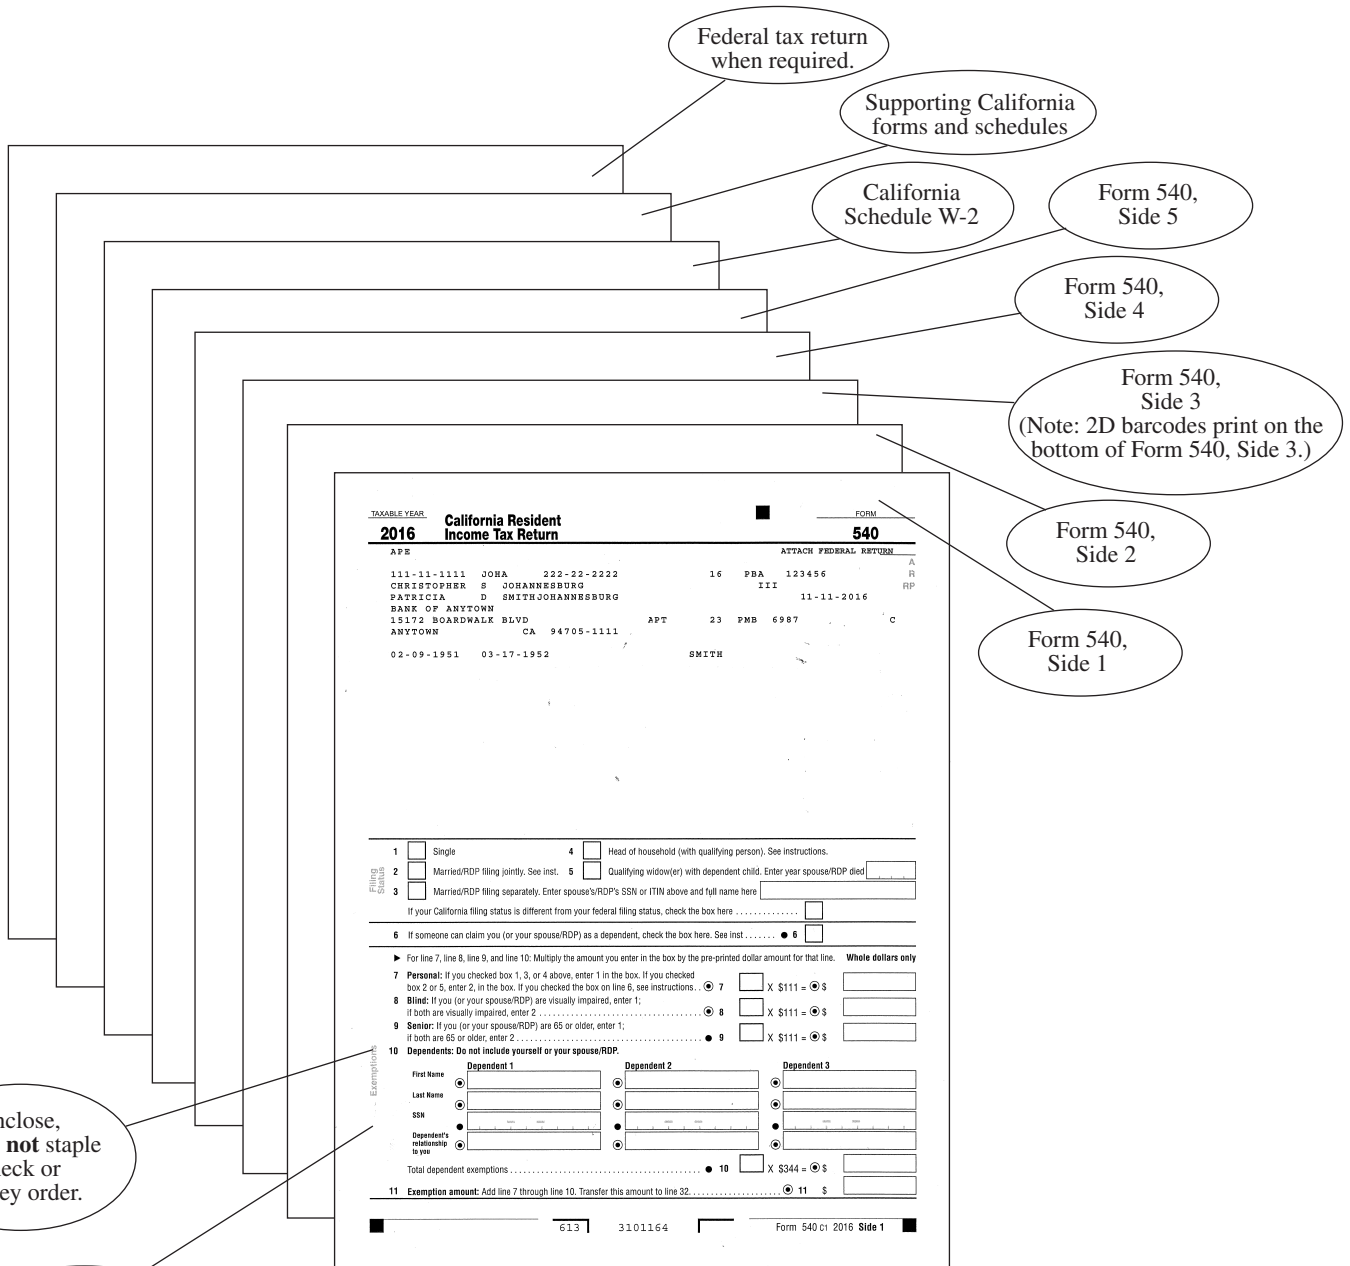 Federal tax return
when required.
Supporting California
forms and schedules
California
Schedule W-2
Form 540,
Side 5
Form 540,
Side 4
Form 540,
Side 3
(Note: 2D barcodes print on the
bottom of Form 540, Side 3.)
Form 540,
Side 2
Form 540,
Side 1
TAXABLE YEAR
2016
California Resident
Income Tax Return
FORM
540
APE ATTACH FEDERAL RETURN
A
R
RP
111-11-1111 JOHA 222-22-2222 16 PBA 123456
CHRISTOPHER S JOHANNESBURG III
PATRICIA D SMITHJOHANNESBURG 11-11-2016
BANK OF ANYTOWN
15172 BOARDWALK BLVD APT 23 PMB 6987 C
ANYTOWN CA 94705-1111
02-09-1951 03-17-1952 SMITH
Filing
Status
1 Single 4 Head of household (with qualifying person). See instructions.
2 Married/RDP filing jointly. See inst. 5 Qualifying widow(er) with dependent child. Enter year spouse/RDP died
3 Married/RDP filing separately. Enter spouse's/RDP's SSN or ITIN above and full name here
If your California filing status is different from your federal filing status, check the box here . . . . . . . . . . . . . .
6 If someone can claim you (or your spouse/RDP) as a dependent, check the box here. See inst . . . . . . . ● 6
Exemptions
▶ For line 7, line 8, line 9, and line 10: Multiply the amount you enter in the box by the pre-printed dollar amount for that line. Whole dollars only
7 Personal: If you checked box 1, 3, or 4 above, enter 1 in the box. If you checked
box 2 or 5, enter 2, in the box. If you checked the box on line 6, see instructions. . ◉ 7 X $111 = ◉ $
8 Blind: If you (or your spouse/RDP) are visually impaired, enter 1;
if both are visually impaired, enter 2 . . . . . . . . . . . . . . . . . . . . . . . . . . . . . . . . . . ◉ 8 X $111 = ◉ $
9 Senior: If you (or your spouse/RDP) are 65 or older, enter 1;
if both are 65 or older, enter 2 . . . . . . . . . . . . . . . . . . . . . . . . . . . . . . . . . . . . . . ● 9 X $111 = ◉ $
10 Dependents: Do not include yourself or your spouse/RDP.
Dependent 1 Dependent 2 Dependent 3
First Name
Last Name
SSN
Dependent's
relationship
to you
Total dependent exemptions . . . . . . . . . . . . . . . . . . . . . . . . . . . . . . . . . . . . . . . ● 10 X $344 = ◉ $
11 Exemption amount: Add line 7 through line 10. Transfer this amount to line 32. . . . . . . . . . . . . . . . . . . . . ◉ 11 $
613 3101164 Form 540 C1 2016 Side 1
nclose,
not staple
eck or
ey order.